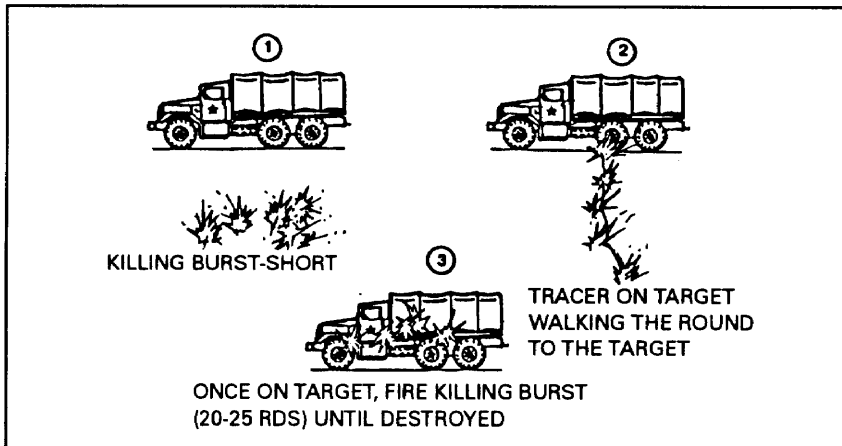 1
2
KILLING BURST-SHORT
3
TRACER ON TARGET
WALKING THE ROUND
TO THE TARGET
ONCE ON TARGET, FIRE KILLING BURST
(20-25 RDS) UNTIL DESTROYED